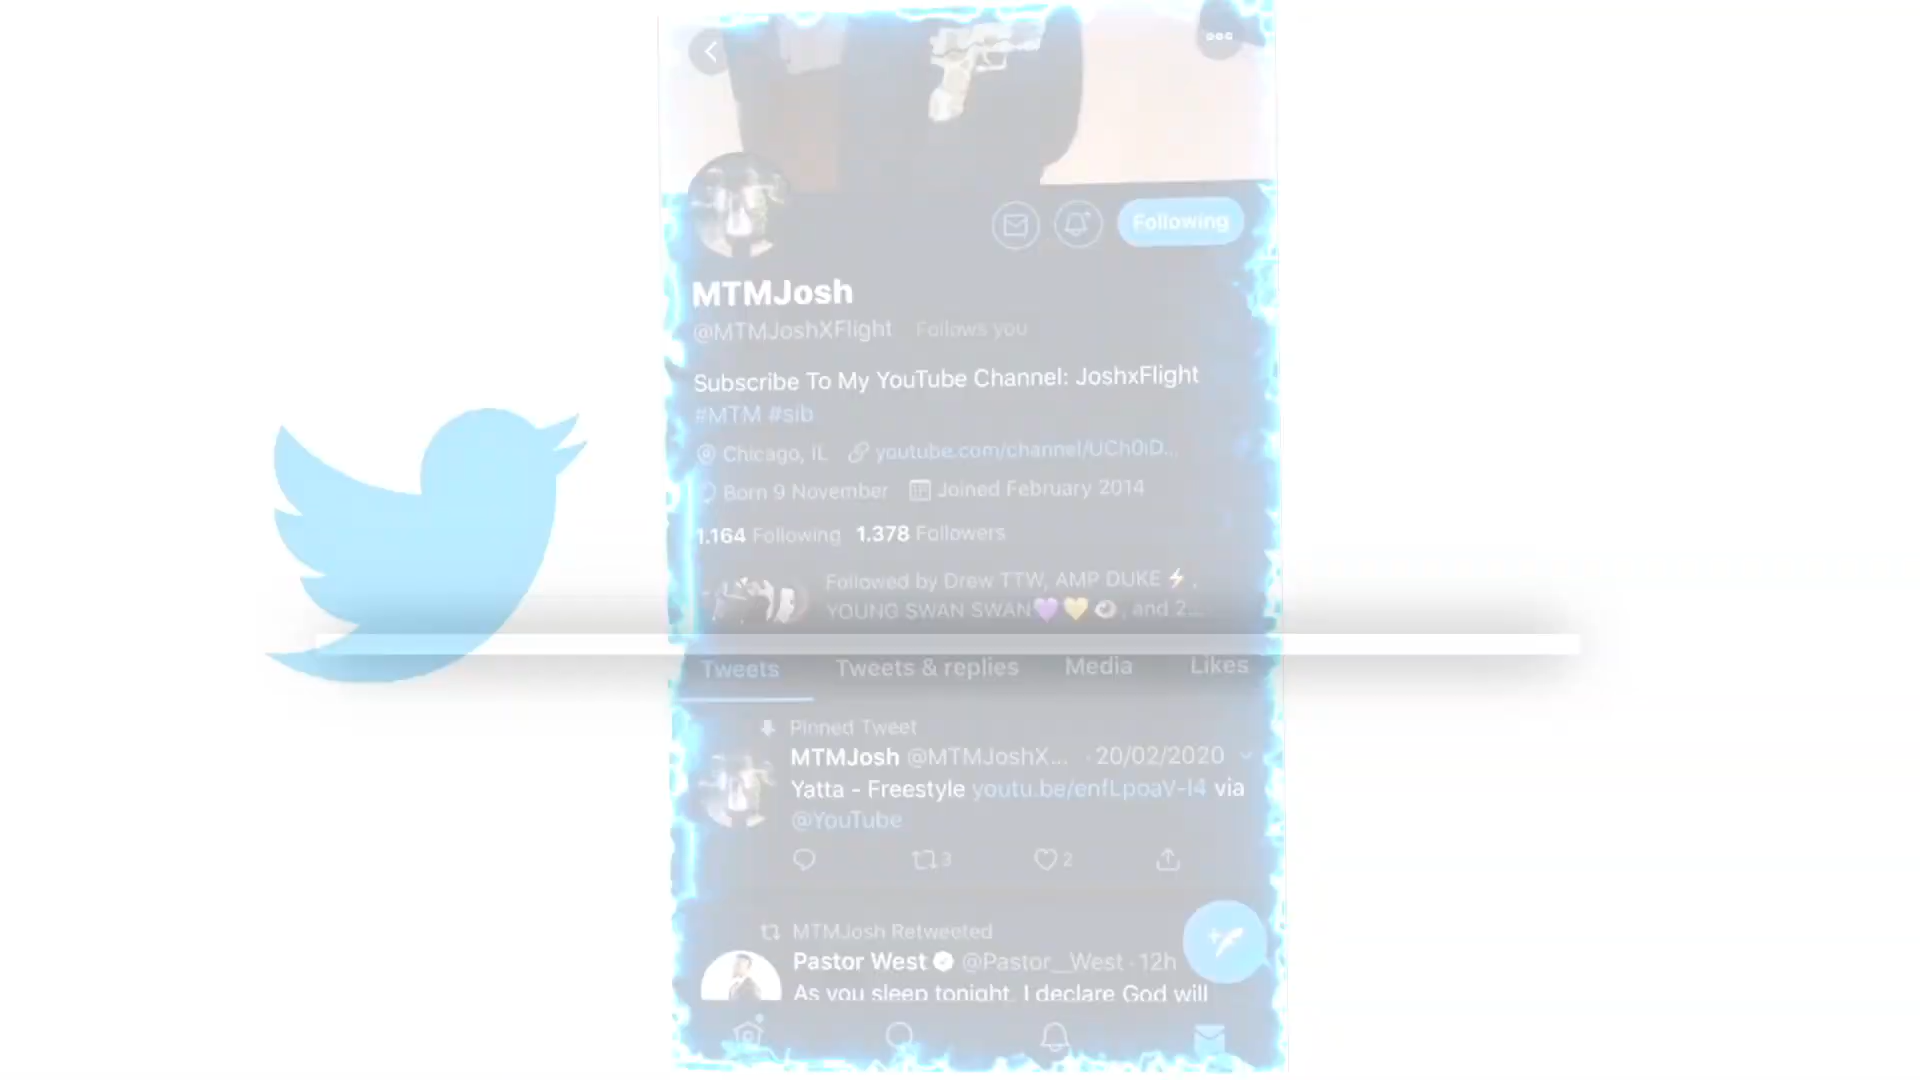 Following
MTMJosh
@MTMJoshXFlight Follows you
Subscribe To My YouTube Channel: JoshxFlight
#MTM #sib
Chicago, IL youtube.com/channel/UCh0iD...
Born 9 November Joined February 2014
1.164 Following 1.378 Followers
Followed by Drew TTW, AMP DUKE⚡,
YOUNG SWAN SWAN💜💛👁, and 2...
Tweets Tweets & replies Media Likes
Pinned Tweet
MTMJosh @MTMJoshX... · 20/02/2020
Yatta - Freestyle youtu.be/enfLpoaV-I4 via
@YouTube
3 2
MTMJosh Retweeted
Pastor West @Pastor__West · 12h
As you sleep tonight, I declare God will